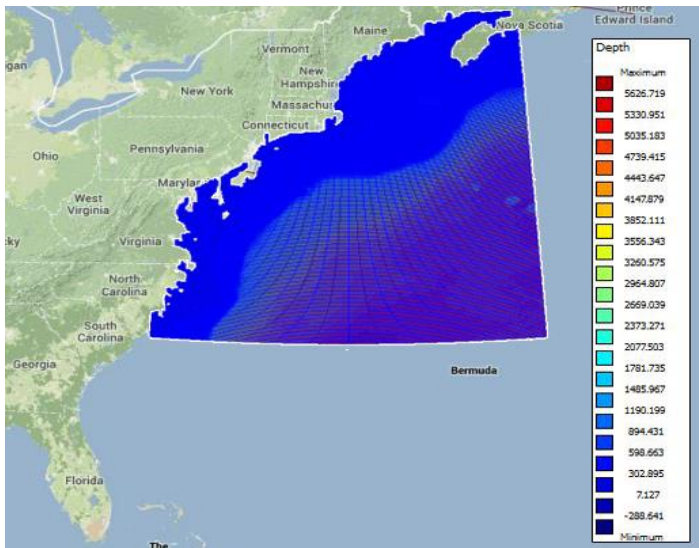 Prince
Edward Island
Nova Scotia
Maine
Vermont
New
Hampshire
Massachus
Connecticut
New York
Pennsylvania
Ohio
Marylar
West
Virginia
Virginia
North
Carolina
South
Carolina
Georgia
Florida
Bermuda
The
Depth
Maximum
5626.719
5330.951
5035.183
4739.415
4443.647
4147.879
3852.111
3556.343
3260.575
2964.807
2669.039
2373.271
2077.503
1781.735
1485.967
1190.199
894.431
598.663
302.895
7.127
-288.641
Minimum